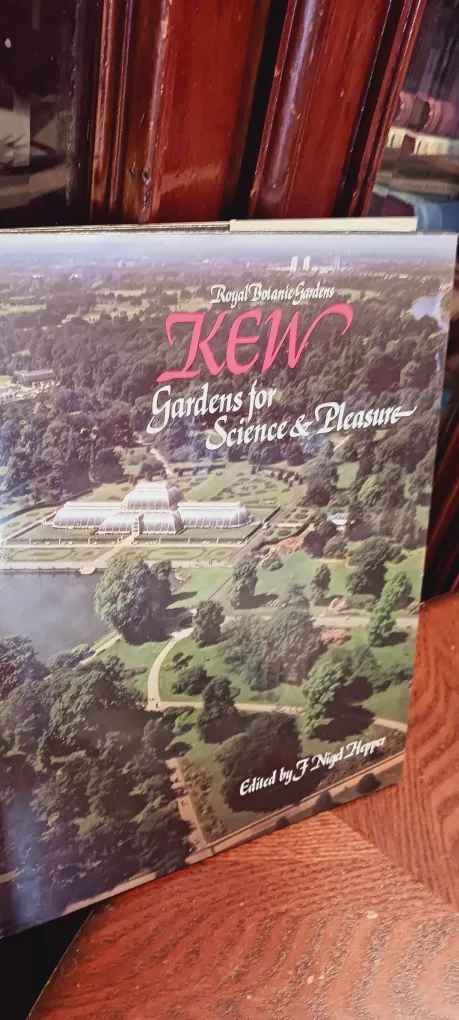 Royal Botanic Gardens
KEW
Gardens for
Science & Pleasure
Edited by F Nigel Hepper